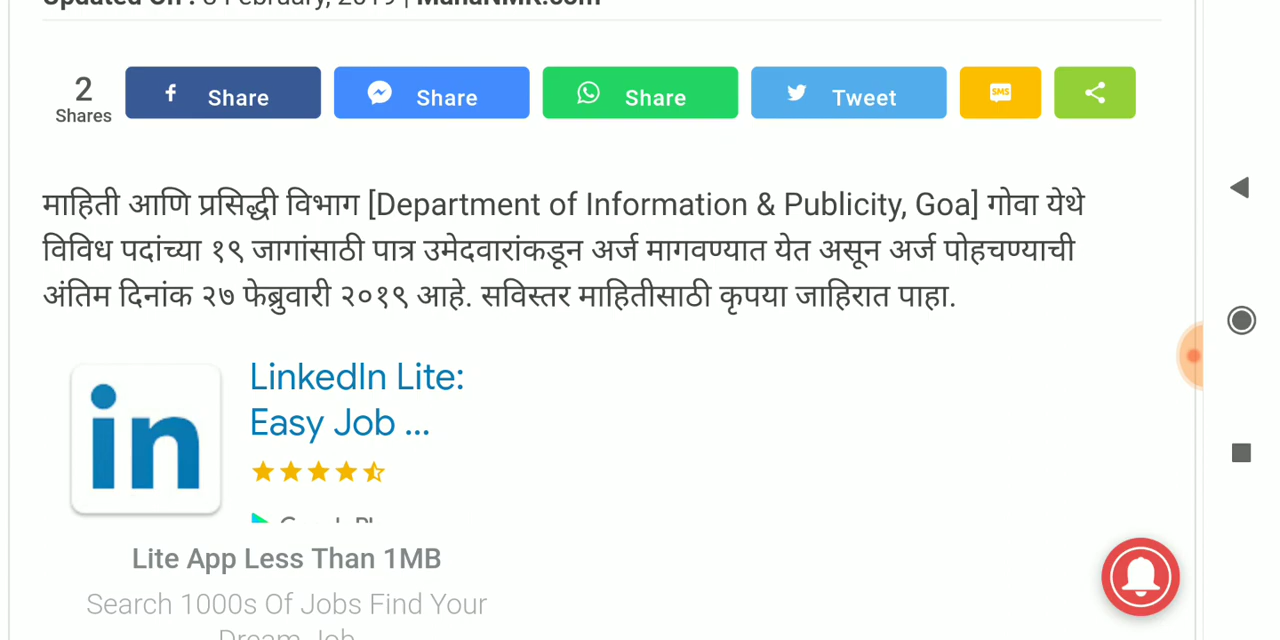 2
Shares
Share
Share
Share
Tweet
SMS
माहिती आणि प्रसिद्धी विभाग [Department of Information & Publicity, Goa] गोवा येथे
विविध पदांच्या १९ जागांसाठी पात्र उमेदवारांकडून अर्ज मागवण्यात येत असून अर्ज पोहचण्याची
अंतिम दिनांक २७ फेब्रुवारी २०१९ आहे. सविस्तर माहितीसाठी कृपया जाहिरात पाहा.
in
LinkedIn Lite:
Easy Job ...
Lite App Less Than 1MB
Search 1000s Of Jobs Find Your
Dream Job